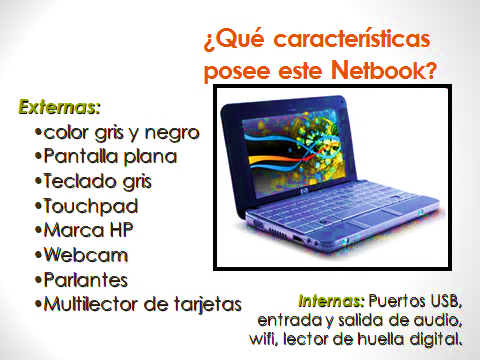 ¿Qué características
posee este Netbook?
Externas:
•color gris y negro
•Pantalla plana
•Teclado gris
•Touchpad
•Marca HP
•Webcam
•Parlantes
•Multilector de tarjetas
Internas: Puertos USB,
entrada y salida de audio,
wifi, lector de huella digital.